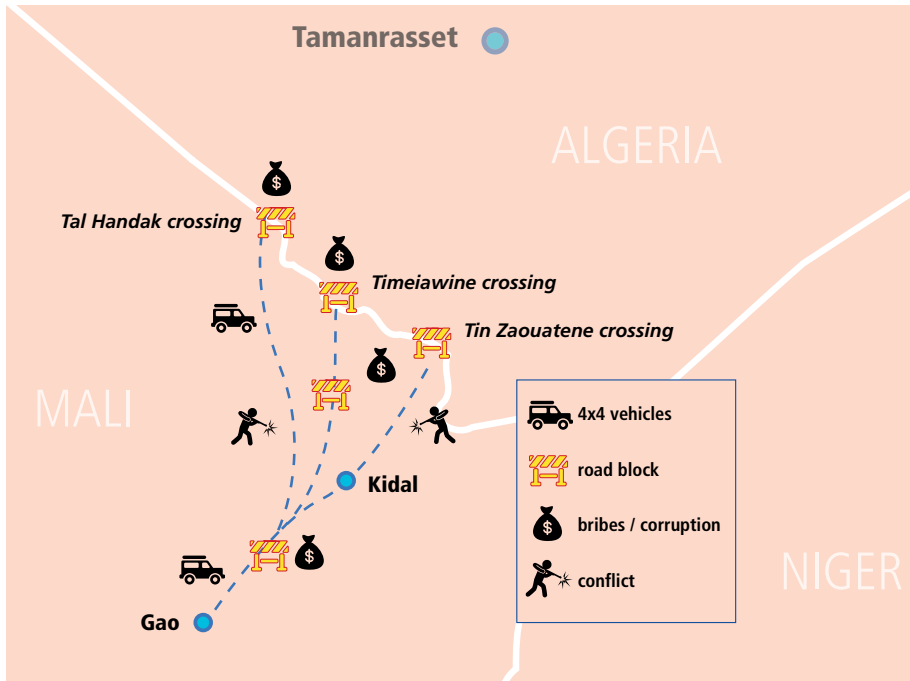 Tamanrasset
ALGERIA
$
Tal Handak crossing
$
Timeiawine crossing
Tin Zaouatene crossing
$
MALI
4x4 vehicles
road block
Kidal
$
bribes / corruption
$
conflict
NIGER
Gao